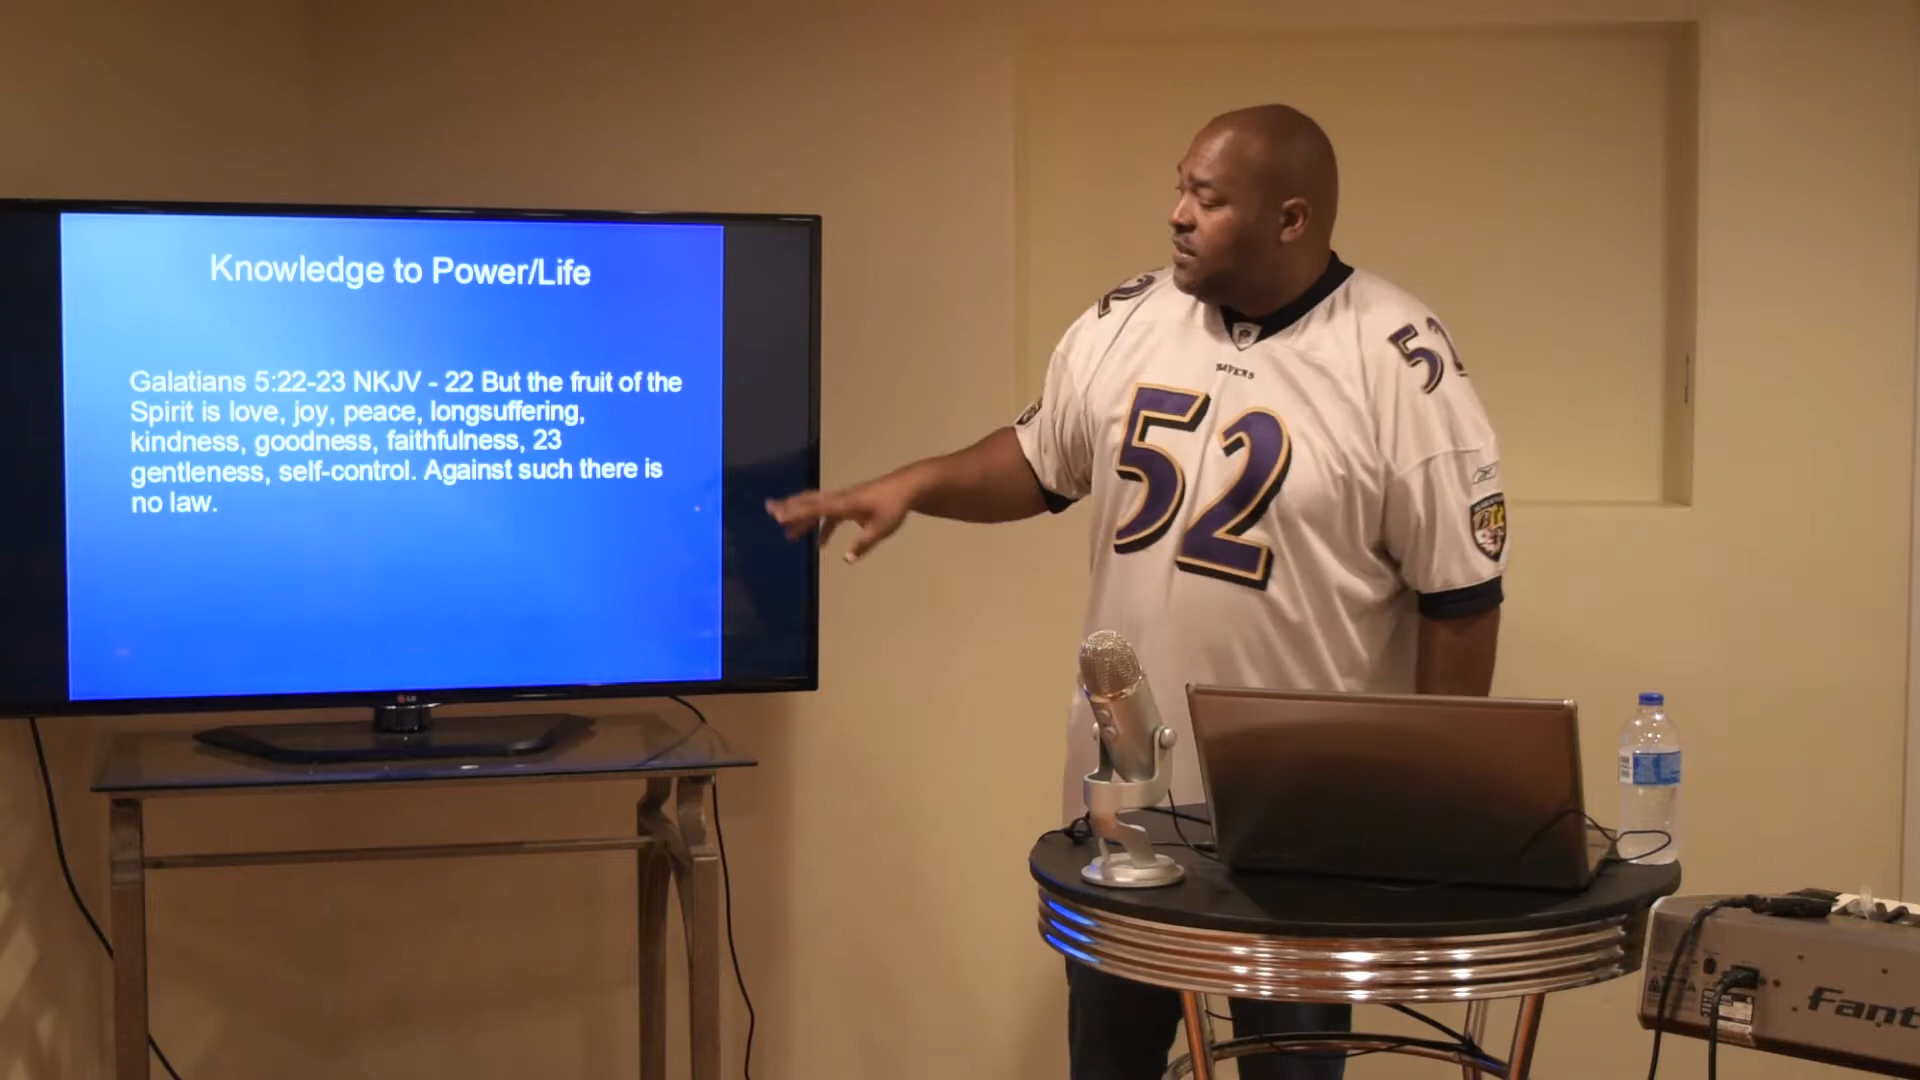 Knowledge to Power/Life
Galatians 5:22-23 NKJV - 22 But the fruit of the
Spirit is love, joy, peace, longsuffering,
kindness, goodness, faithfulness, 23
gentleness, self-control. Against such there is
no law.
LG
2
52
RAVENS
52
Fant